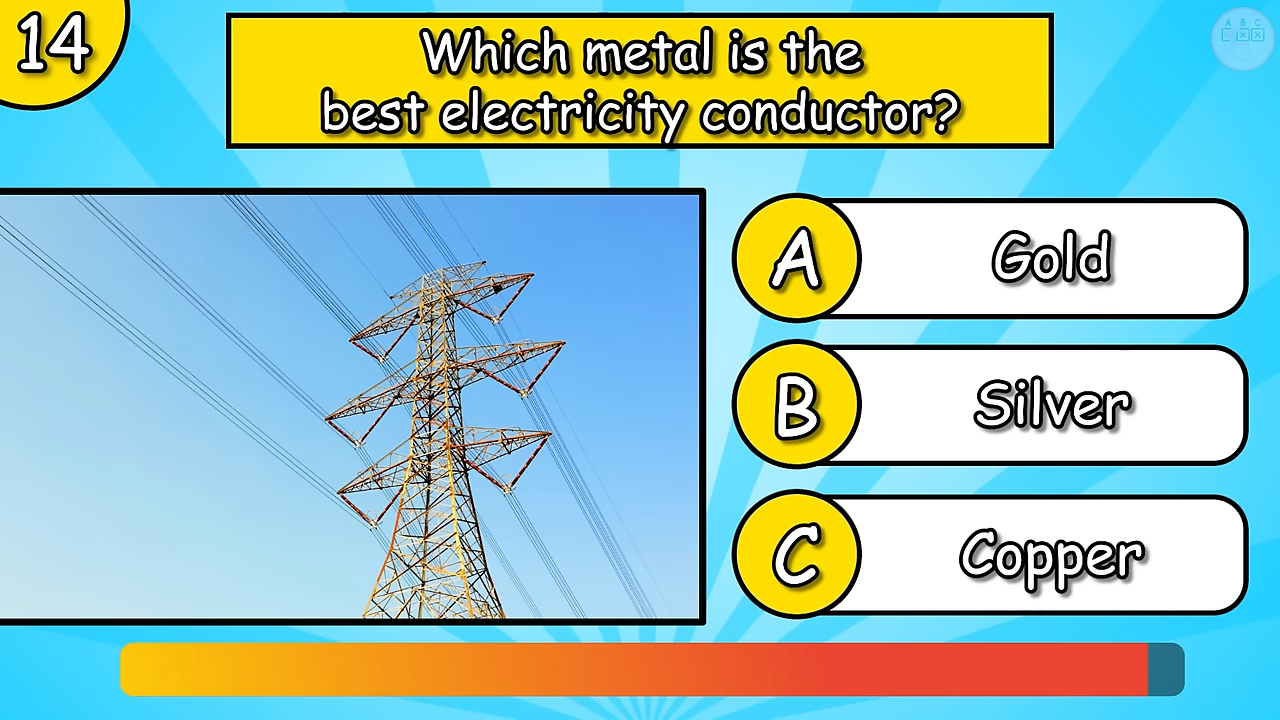 14
Which metal is the
best electricity conductor?
A Gold
B Silver
C Copper
A B C